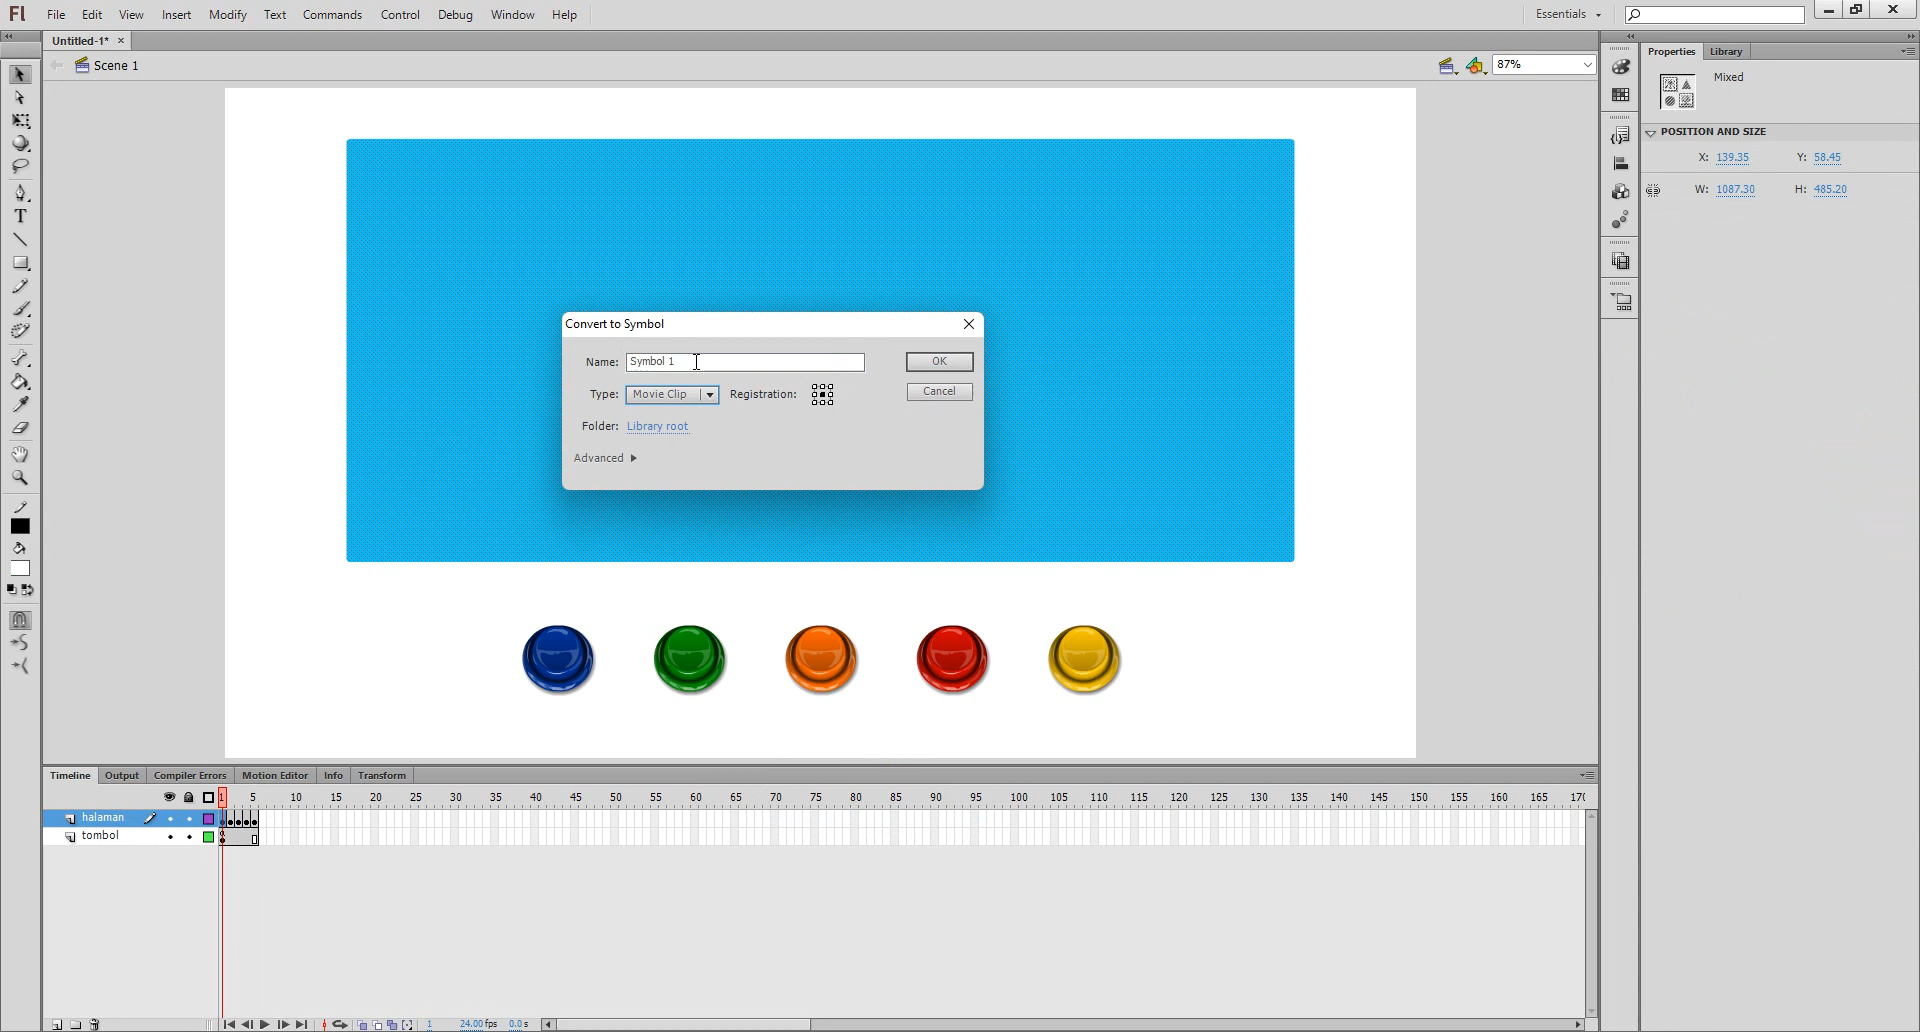 Fl File Edit View Insert Modify Text Commands Control Debug Window Help Essentials
Untitled-1* ×
Scene 1 87%
Properties Library
Mixed
POSITION AND SIZE
X: 139.35 Y: 58.45
W: 1087.30 H: 485.20
Convert to Symbol
Name: Symbol 1 OK
Type: Movie Clip Registration: Cancel
Folder: Library root
Advanced
Timeline Output Compiler Errors Motion Editor Info Transform
1 5 10 15 20 25 30 35 40 45 50 55 60 65 70 75 80 85 90 95 100 105 110 115 120 125 130 135 140 145 150 155 160 165 170
halaman
tombol
1 24.00 fps 0.0 s